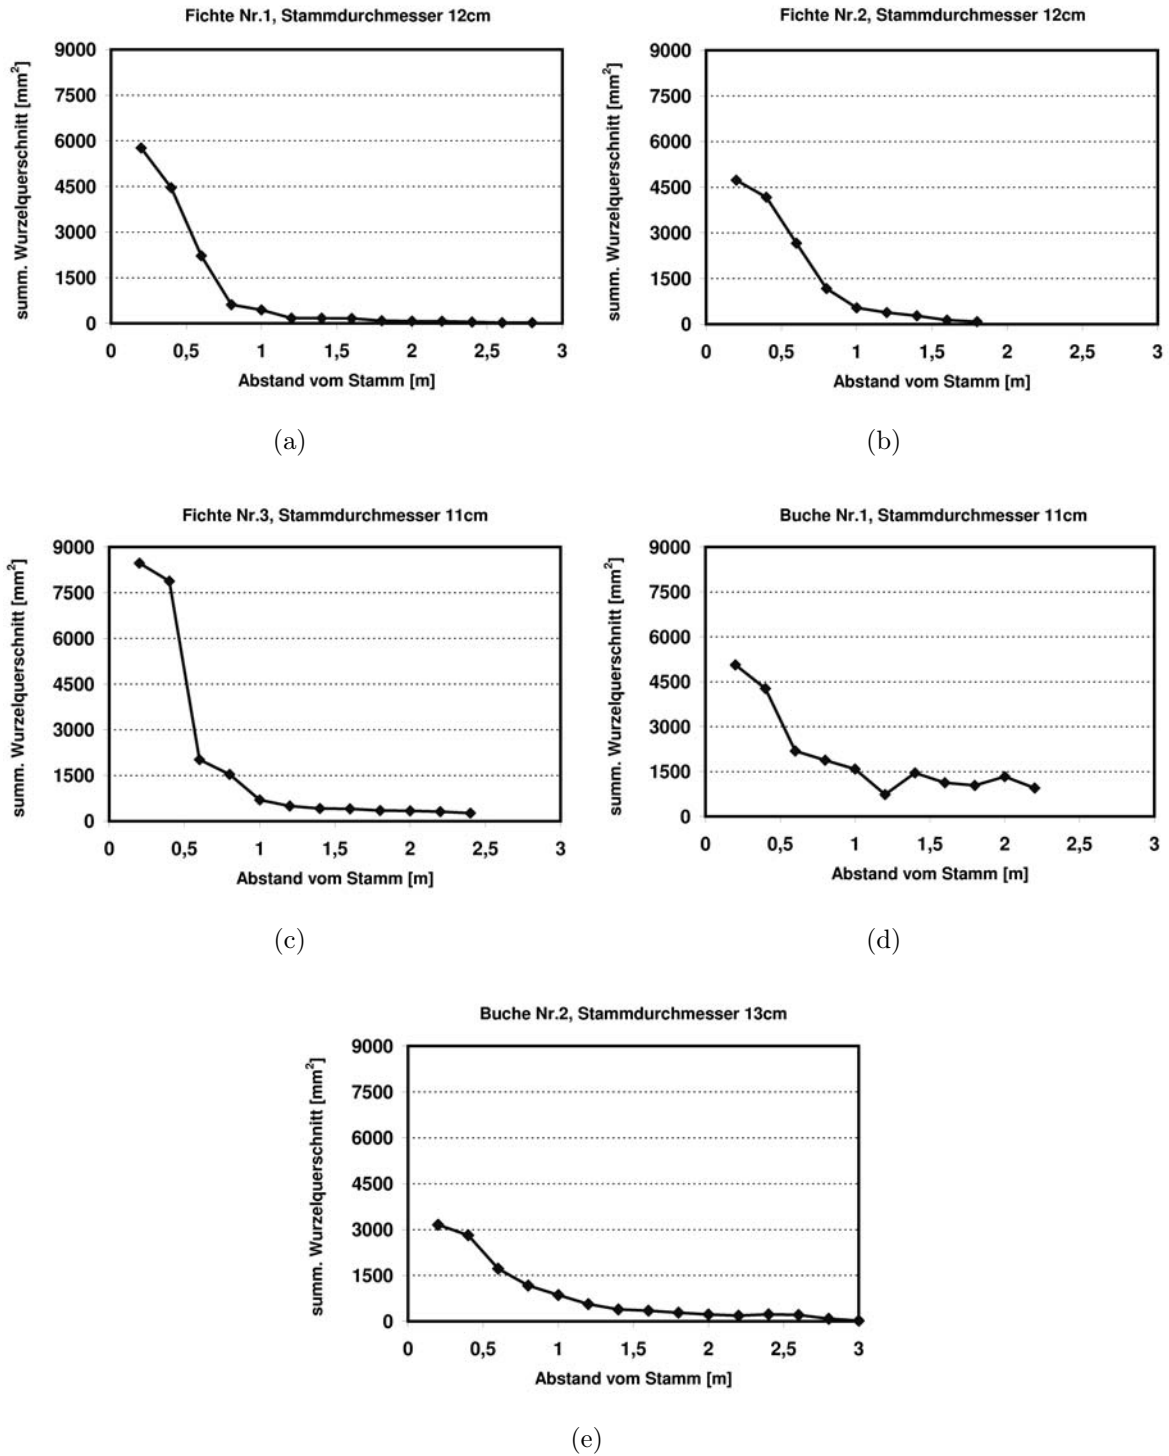 Fichte Nr.1, Stammdurchmesser 12cm
summ. Wurzelquerschnitt [mm²]
9000
7500
6000
4500
3000
1500
0
0 0,5 1 1,5 2 2,5 3
Abstand vom Stamm [m]
(a)
Fichte Nr.2, Stammdurchmesser 12cm
summ. Wurzelquerschnitt [mm²]
9000
7500
6000
4500
3000
1500
0
0 0,5 1 1,5 2 2,5 3
Abstand vom Stamm [m]
(b)
Fichte Nr.3, Stammdurchmesser 11cm
summ. Wurzelquerschnitt [mm²]
9000
7500
6000
4500
3000
1500
0
0 0,5 1 1,5 2 2,5 3
Abstand vom Stamm [m]
(c)
Buche Nr.1, Stammdurchmesser 11cm
summ. Wurzelquerschnitt [mm²]
9000
7500
6000
4500
3000
1500
0
0 0,5 1 1,5 2 2,5 3
Abstand vom Stamm [m]
(d)
Buche Nr.2, Stammdurchmesser 13cm
summ. Wurzelquerschnitt [mm²]
9000
7500
6000
4500
3000
1500
0
0 0,5 1 1,5 2 2,5 3
Abstand vom Stamm [m]
(e)